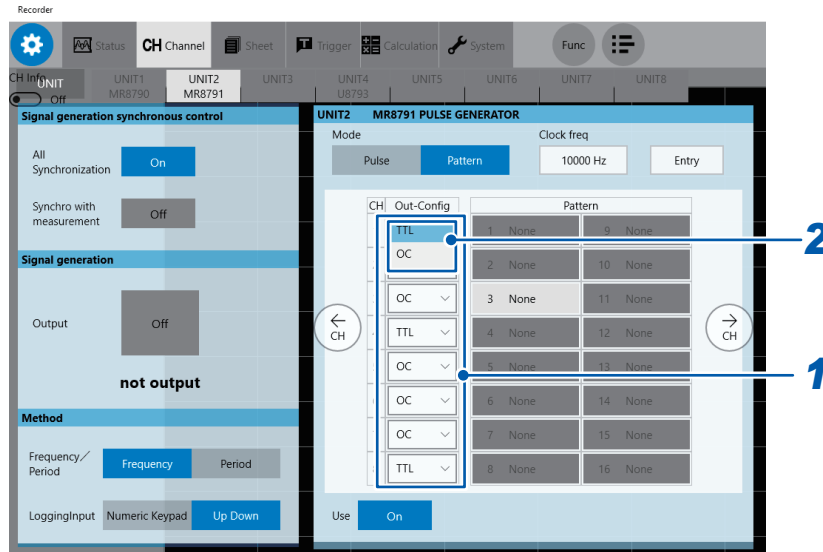 Recorder
Status CH Channel Sheet Trigger Calculation System Func
CH Info UNIT UNIT1 UNIT2 UNIT3 UNIT4 UNIT5 UNIT6 UNIT7 UNIT8
Off MR8790 MR8791 U8793
Signal generation synchronous control
All
Synchronization
On
Synchro with
measurement
Off
Signal generation
Output
Off
not output
Method
Frequency/
Period
Frequency Period
LoggingInput Numeric Keypad Up Down
UNIT2 MR8791 PULSE GENERATOR
Mode Clock freq
Pulse Pattern 10000 Hz Entry
CH Out-Config Pattern
TTL 1 None 9 None
OC 2 None 10 None
OC 3 None 11 None
TTL 4 None 12 None
OC 5 None 13 None
OC 6 None 14 None
OC 7 None 15 None
TTL 8 None 16 None
← CH
→ CH
Use On
2
1